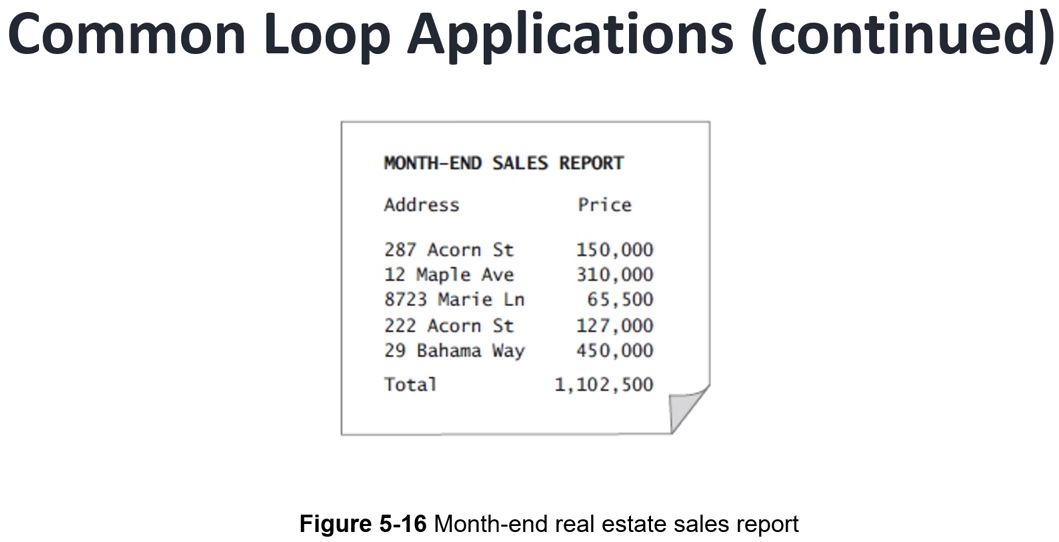 Common Loop Applications (continued)
MONTH-END SALES REPORT
Address Price
287 Acorn St 150,000
12 Maple Ave 310,000
8723 Marie Ln 65,500
222 Acorn St 127,000
29 Bahama Way 450,000
Total 1,102,500
Figure 5-16 Month-end real estate sales report